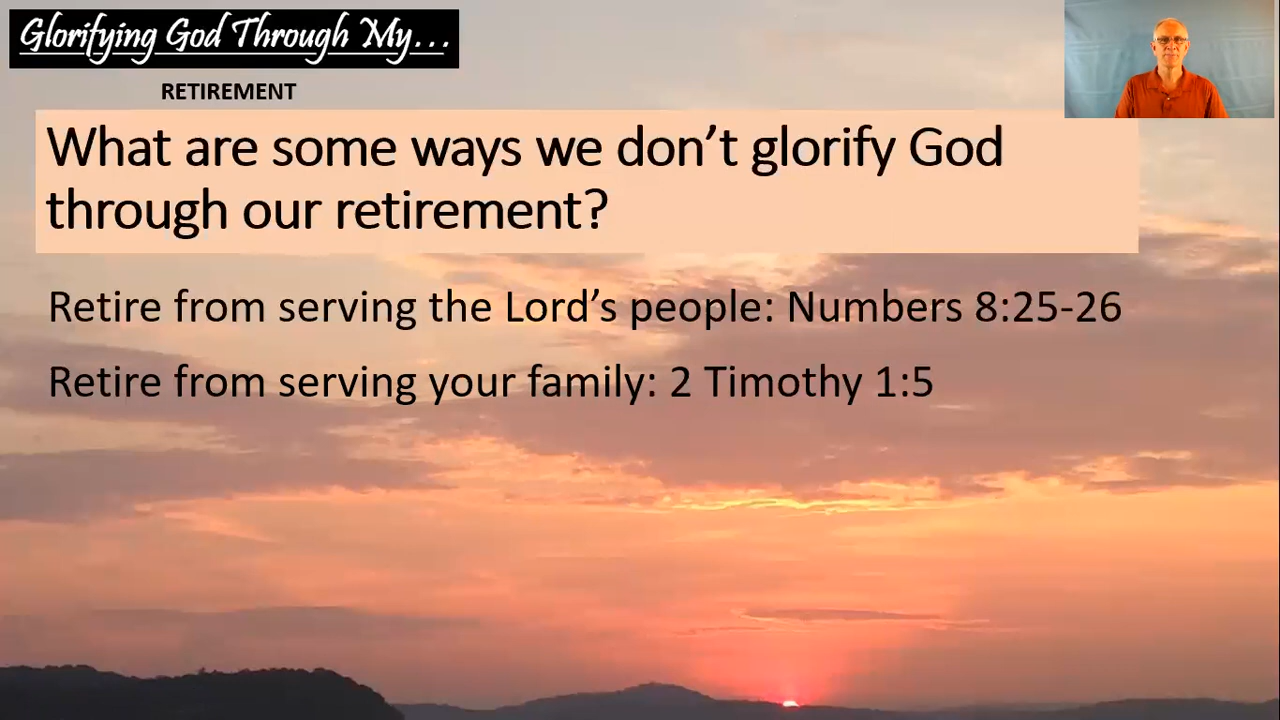 Glorifying God Through My...
RETIREMENT
What are some ways we don’t glorify God
through our retirement?
Retire from serving the Lord’s people: Numbers 8:25-26
Retire from serving your family: 2 Timothy 1:5